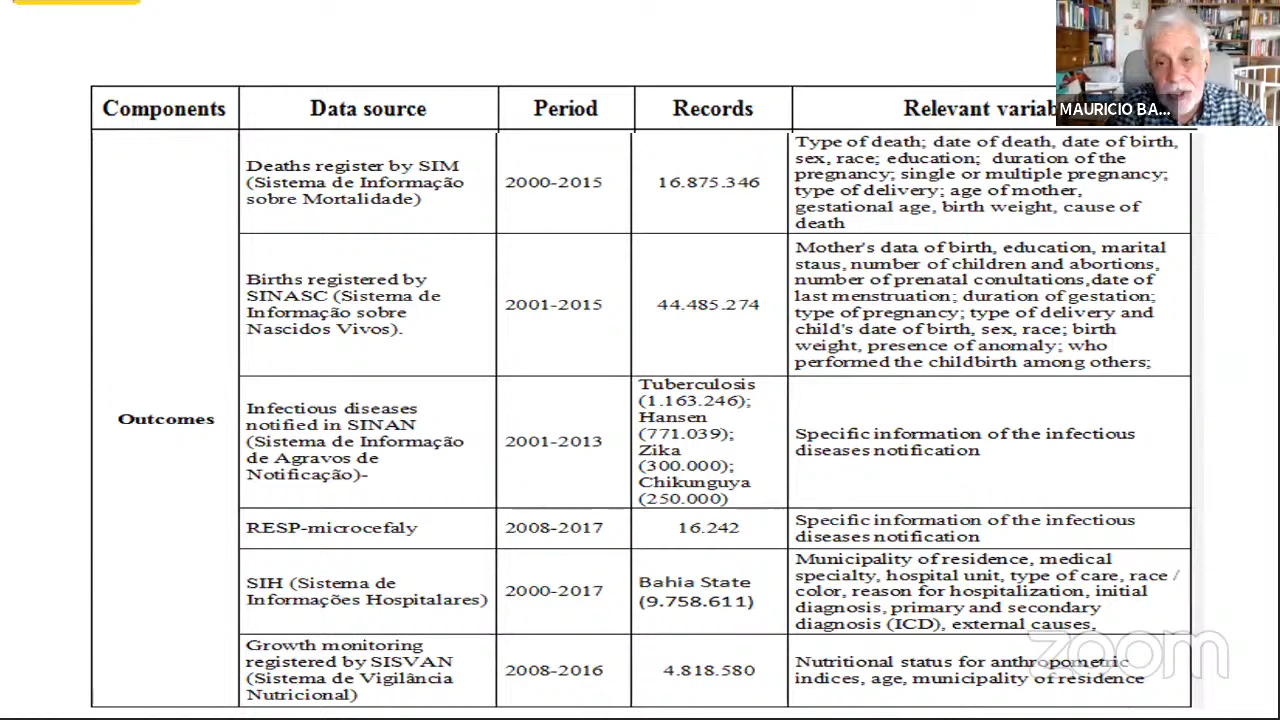 MAURICIO BA...
Components
Data source
Period
Records
Relevant variab
Outcomes
Deaths register by SIM
(Sistema de Informação
sobre Mortalidade)
2000-2015
16.875.346
Type of death; date of death, date of birth,
sex, race; education; duration of the
pregnancy; single or multiple pregnancy;
type of delivery; age of mother,
gestational age, birth weight, cause of
death
Births registered by
SINASC (Sistema de
Informação sobre
Nascidos Vivos).
2001-2015
44.485.274
Mother's data of birth, education, marital
staus, number of children and abortions,
number of prenatal conultations,date of
last menstruation; duration of gestation;
type of pregnancy; type of delivery and
child's date of birth, sex, race; birth
weight, presence of anomaly; who
performed the childbirth among others;
Infectious diseases
notified in SINAN
(Sistema de Informação
de Agravos de
Notificação)-
2001-2013
Tuberculosis
(1.163.246);
Hansen
(771.039);
Zika
(300.000);
Chikunguya
(250.000)
Specific information of the infectious
diseases notification
RESP-microcefaly
2008-2017
16.242
Specific information of the infectious
diseases notification
SIH (Sistema de
Informações Hospitalares)
2000-2017
Bahia State
(9.758.611)
Municipality of residence, medical
specialty, hospital unit, type of care, race /
color, reason for hospitalization, initial
diagnosis, primary and secondary
diagnosis (ICD), external causes,
Growth monitoring
registered by SISVAN
(Sistema de Vigilância
Nutricional)
2008-2016
4.818.580
Nutritional status for anthropometric
indices, age, municipality of residence
zoom